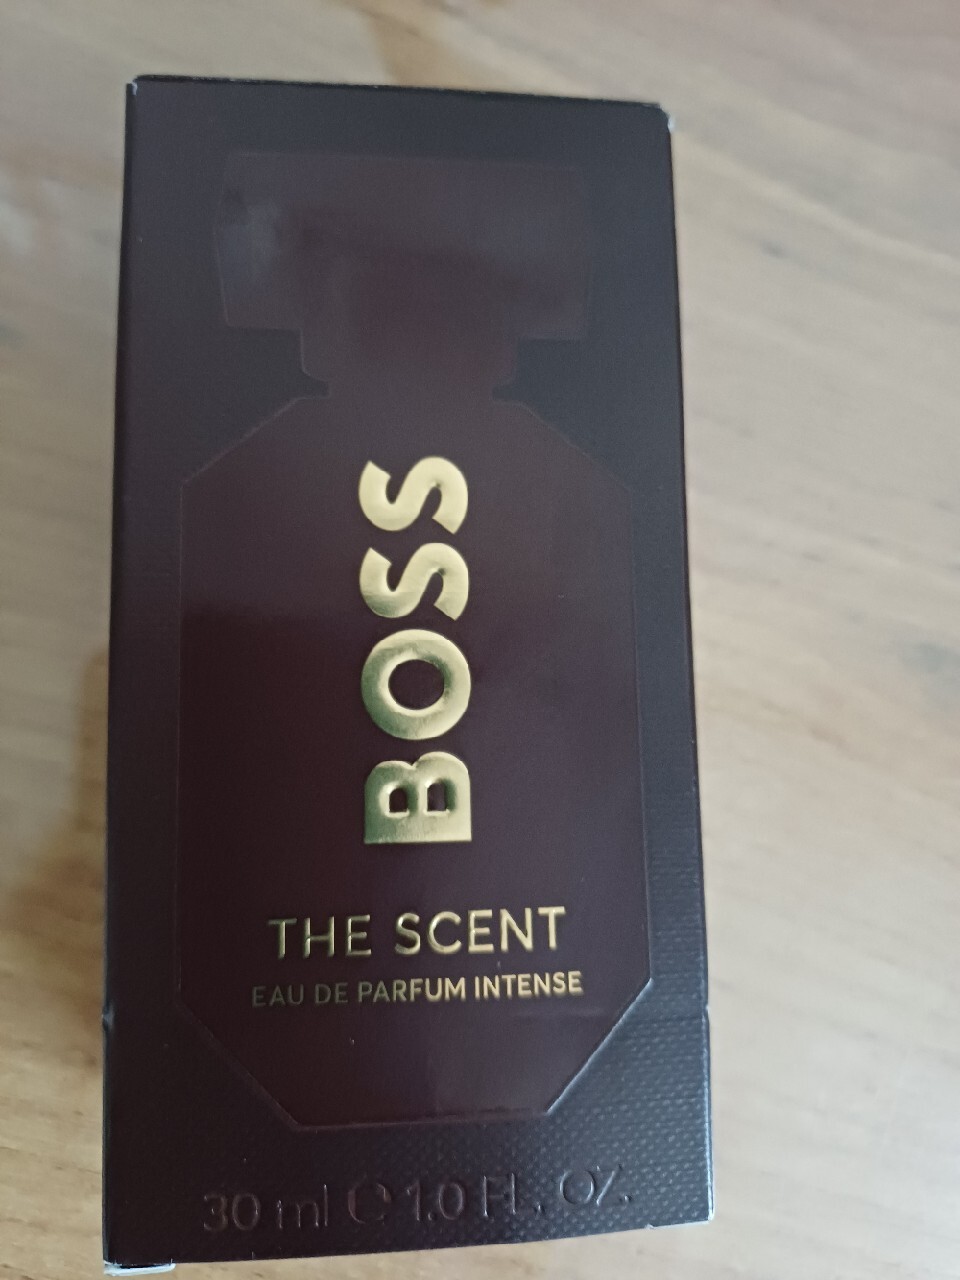 BOSS
THE SCENT
EAU DE PARFUM INTENSE
30 ml ℮ 1.0 FL. OZ.